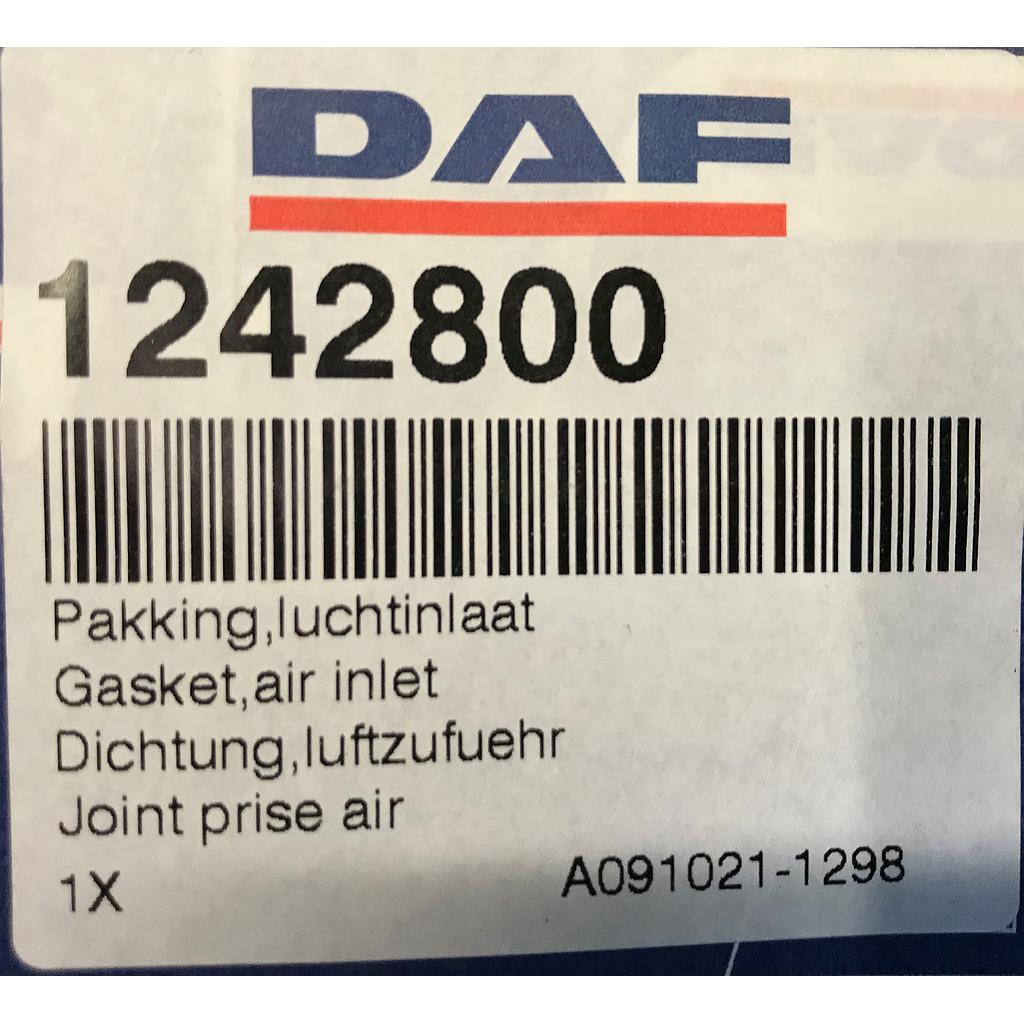 DAF
1242800
Pakking,luchtinlaat
Gasket,air inlet
Dichtung,luftzufuehr
Joint prise air
1X A091021-1298